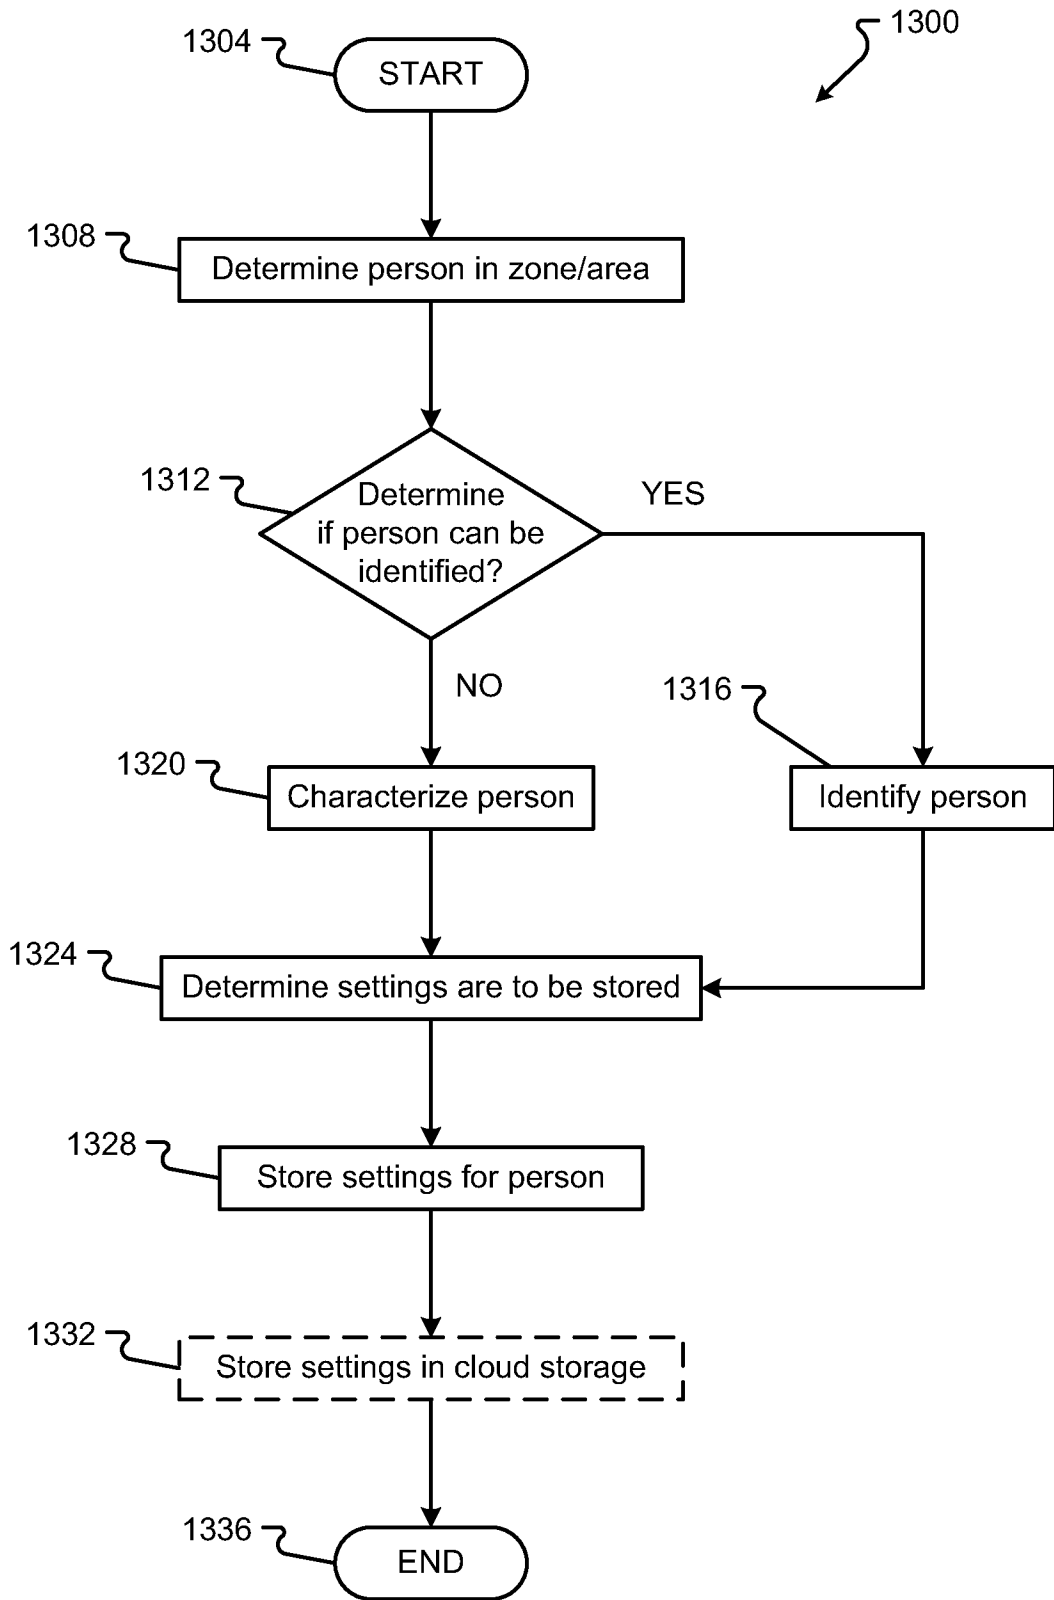 1300
1304
START
1308
Determine person in zone/area
1312
Determine
if person can be
identified?
YES
NO
1316
1320
Characterize person
Identify person
1324
Determine settings are to be stored
1328
Store settings for person
1332
Store settings in cloud storage
1336
END